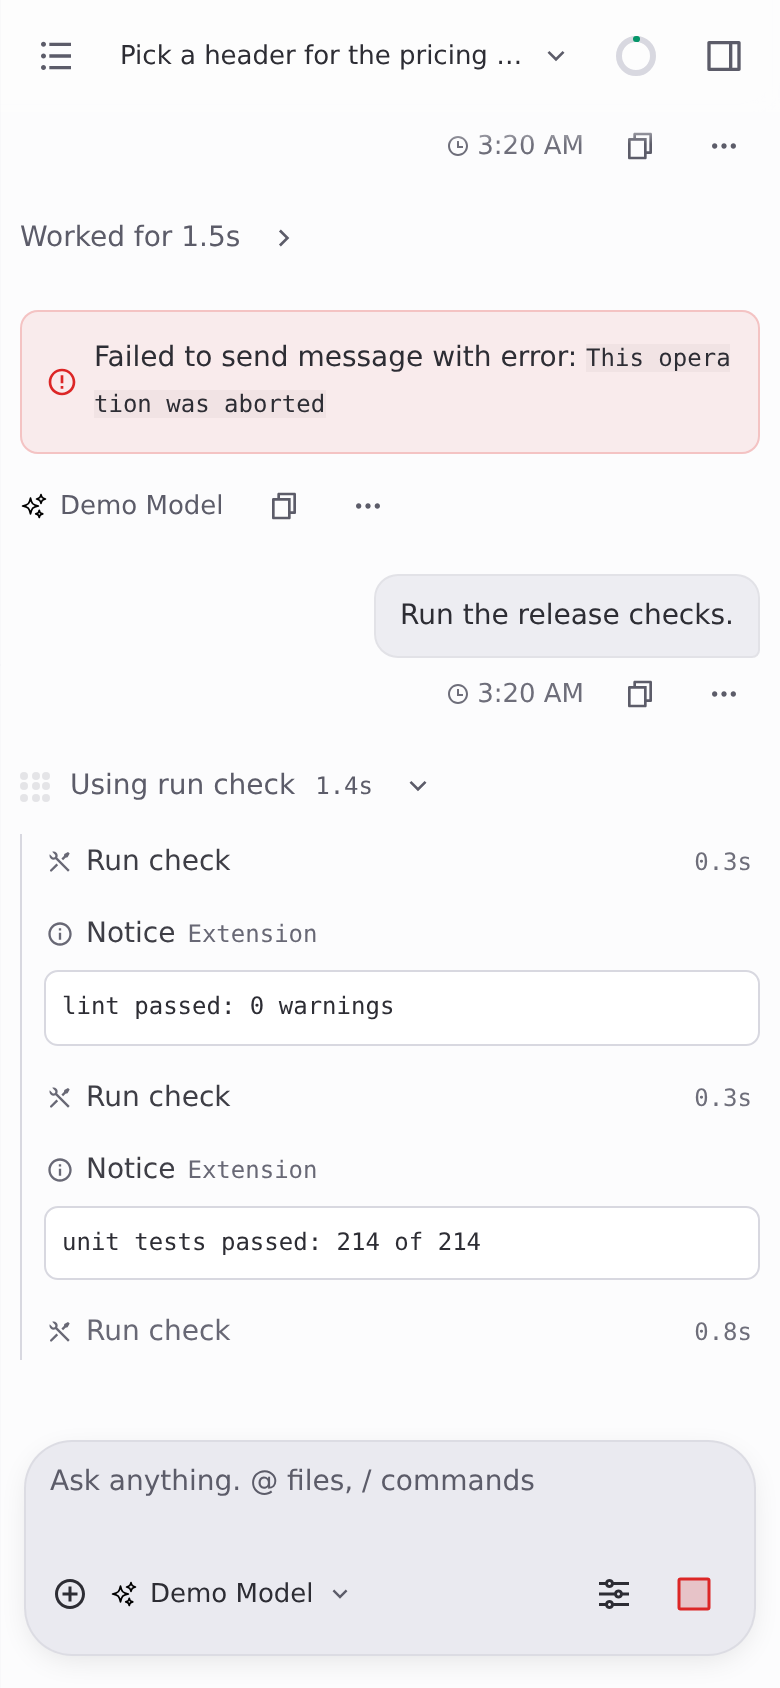 Pick a header for the pricing ...
3:20 AM
Worked for 1.5s
Failed to send message with error: This opera
tion was aborted
Demo Model
Run the release checks.
3:20 AM
Using run check 1.4s
Run check 0.3s
Notice Extension
lint passed: 0 warnings
Run check 0.3s
Notice Extension
unit tests passed: 214 of 214
Run check 0.8s
Ask anything. @ files, / commands
Demo Model